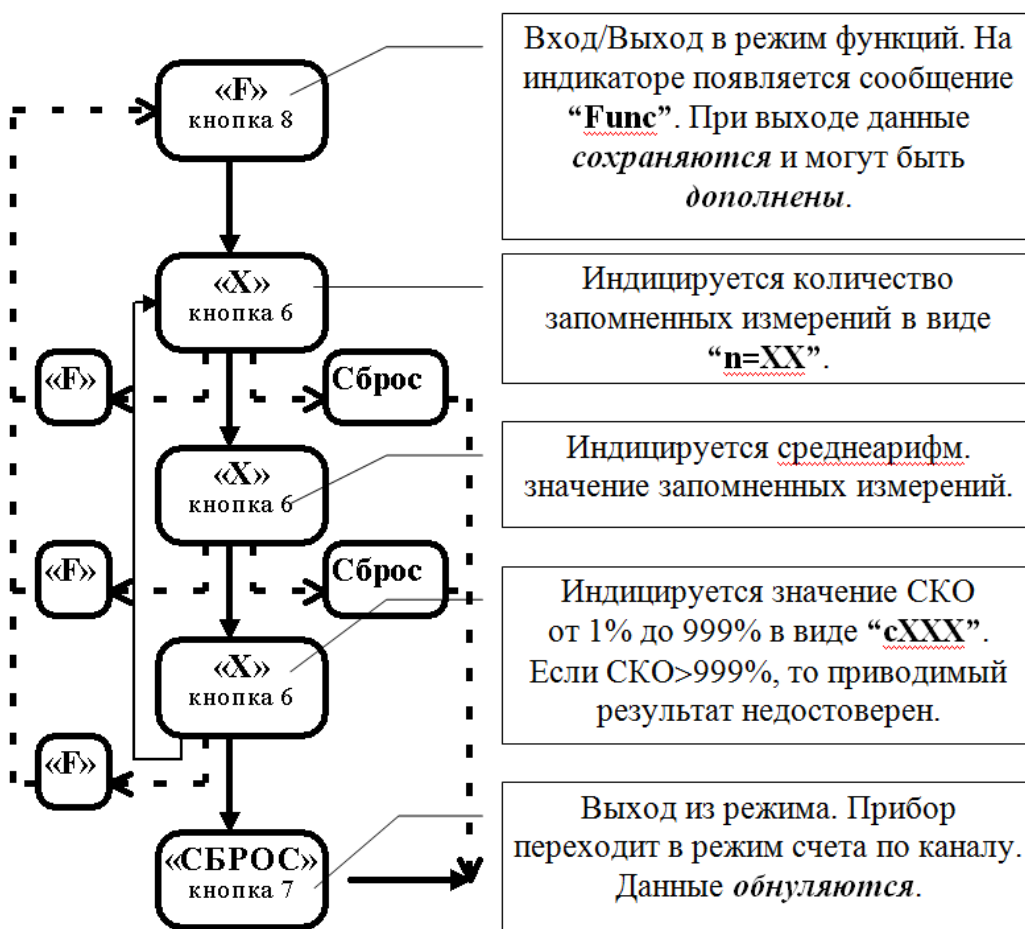 Вход/Выход в режим функций. На
индикаторе появляется сообщение
“Func”. При выходе данные
сохраняются и могут быть
дополнены.
«F»
кнопка 8
Индицируется количество
запомненных измерений в виде
“n=XX”.
«X»
кнопка 6
«F»
Сброс
Индицируется среднеарифм.
значение запомненных измерений.
«X»
кнопка 6
«F»
Сброс
Индицируется значение СКО
от 1% до 999% в виде “cXXX”.
Если СКО>999%, то приводимый
результат недостоверен.
«X»
кнопка 6
«F»
Выход из режима. Прибор
переходит в режим счета по каналу.
Данные обнуляются.
«СБРОС»
кнопка 7